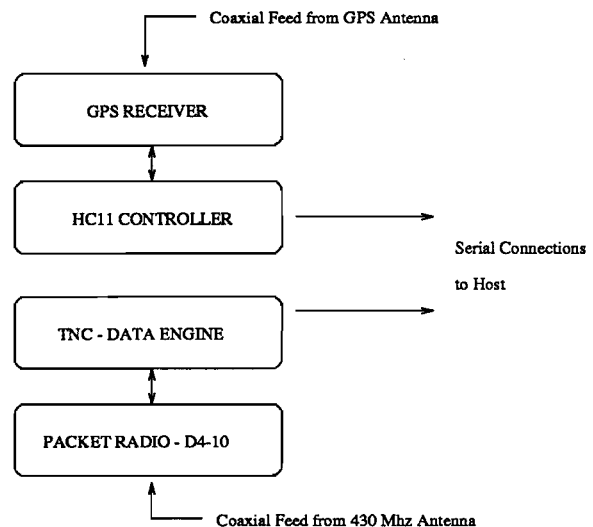 Coaxial Feed from GPS Antenna
GPS RECEIVER
HC11 CONTROLLER
Serial Connections
to Host
TNC - DATA ENGINE
PACKET RADIO - D4-10
Coaxial Feed from 430 Mhz Antenna